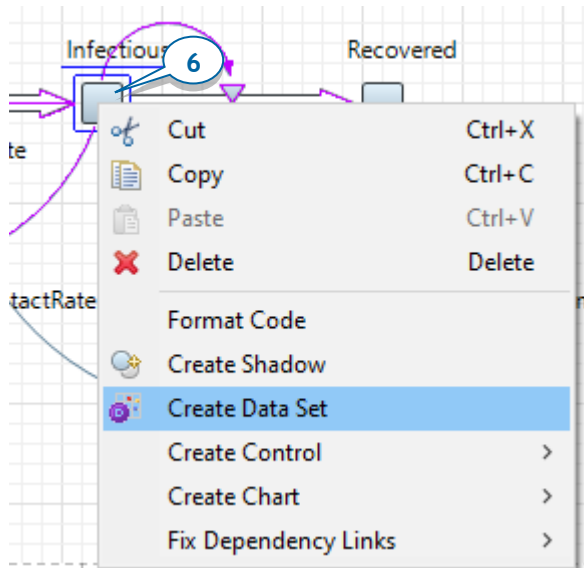 Infectious
6
Recovered
te
Cut Ctrl+X
Copy Ctrl+C
Paste Ctrl+V
Delete Delete
tactRate
Format Code
Create Shadow
Create Data Set
Create Control >
Create Chart >
Fix Dependency Links >